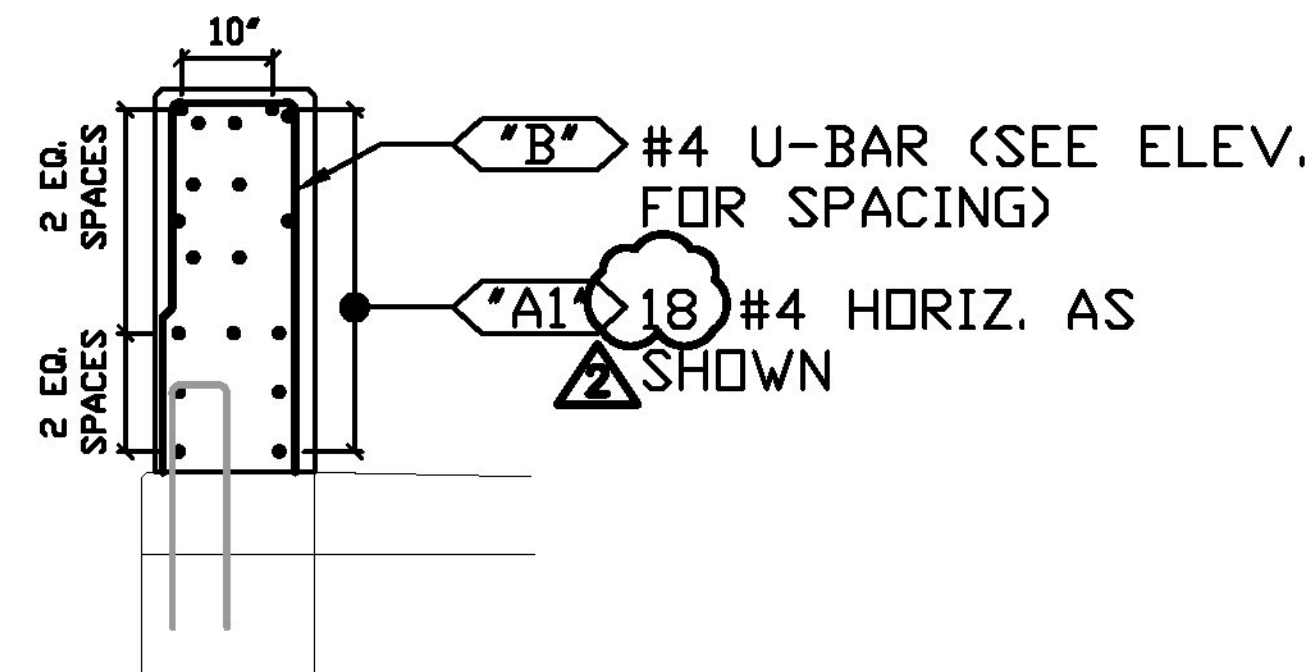 10"
2 EQ.
SPACES
"B" #4 U-BAR (SEE ELEV.
FOR SPACING)
"A1" 18 #4 HORIZ. AS
SHOWN
2
2 EQ.
SPACES